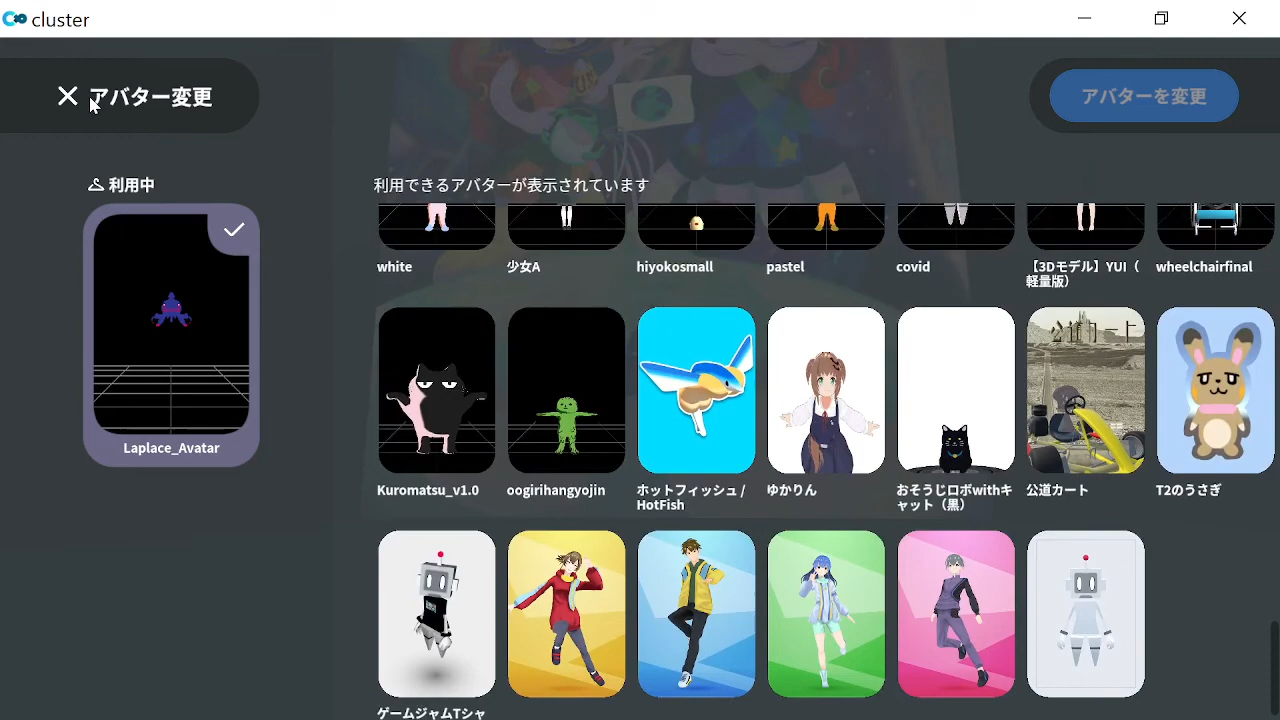 cluster
アバター変更
アバターを変更
利用中
利用できるアバターが表示されています
Laplace_Avatar
white
少女A
hiyokosmall
pastel
covid
【3Dモデル】YUI（
軽量版）
wheelchairfinal
公道カート
Kuromatsu_v1.0
oogirihangyojin
ホットフィッシュ /
HotFish
ゆかりん
おそうじロボwithキ
ャット（黒）
公道カート
T2のうさぎ
ゲームジャムTシャ